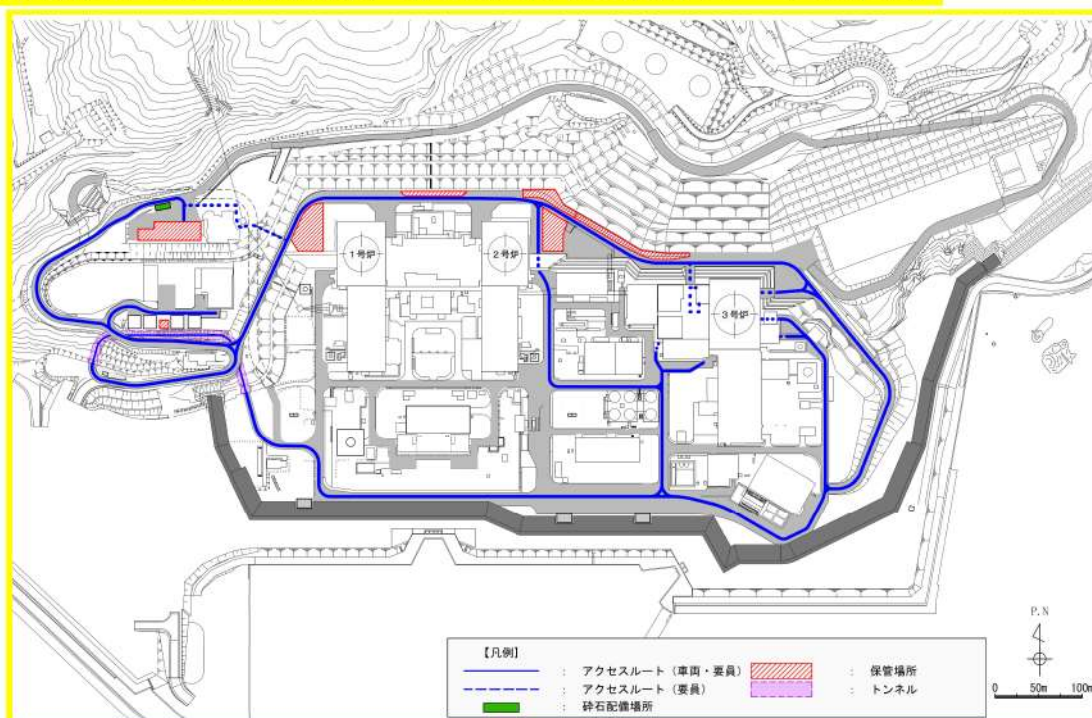 1号炉
2号炉
3号炉
P.N
【凡例】
： アクセスルート（車両・要員）
： 保管場所
： アクセスルート（要員）
： トンネル
： 砕石配備場所
0 50m 100m